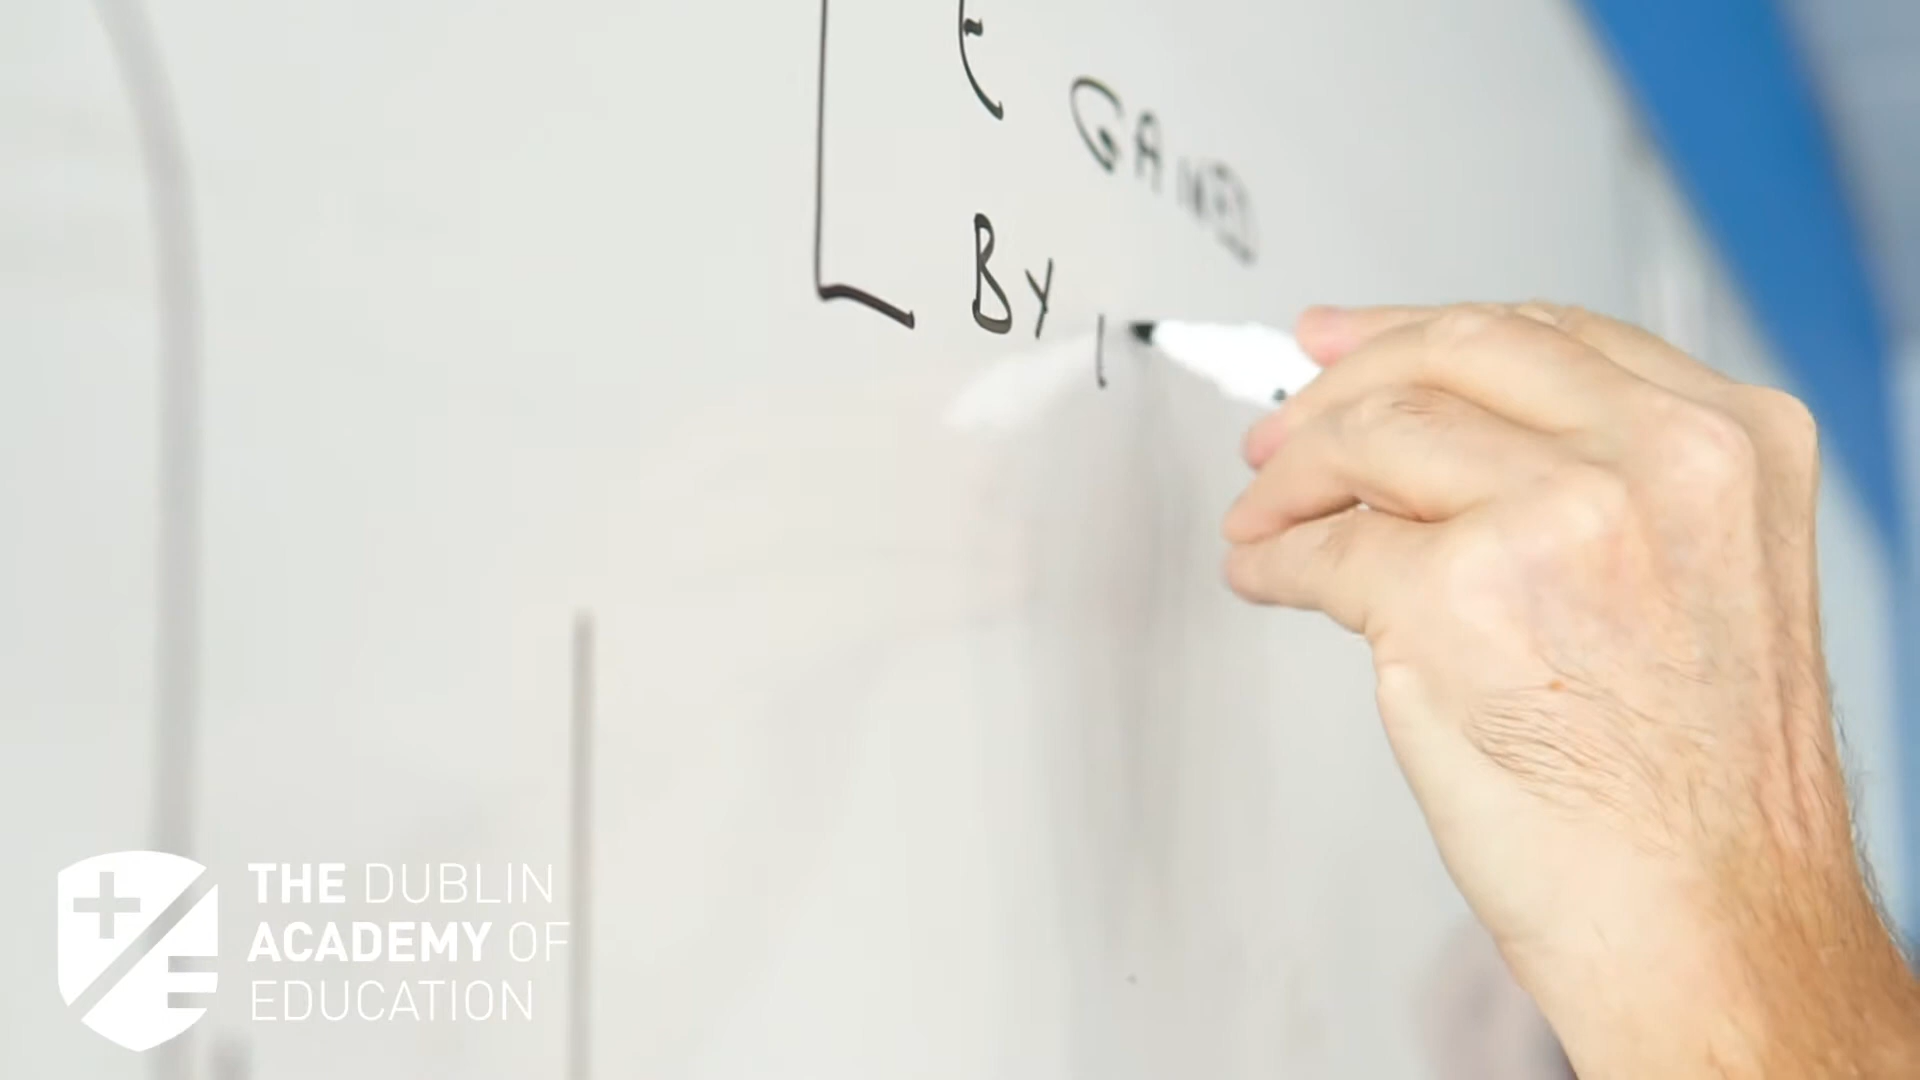 GAINED
By
THE DUBLIN
ACADEMY OF
EDUCATION